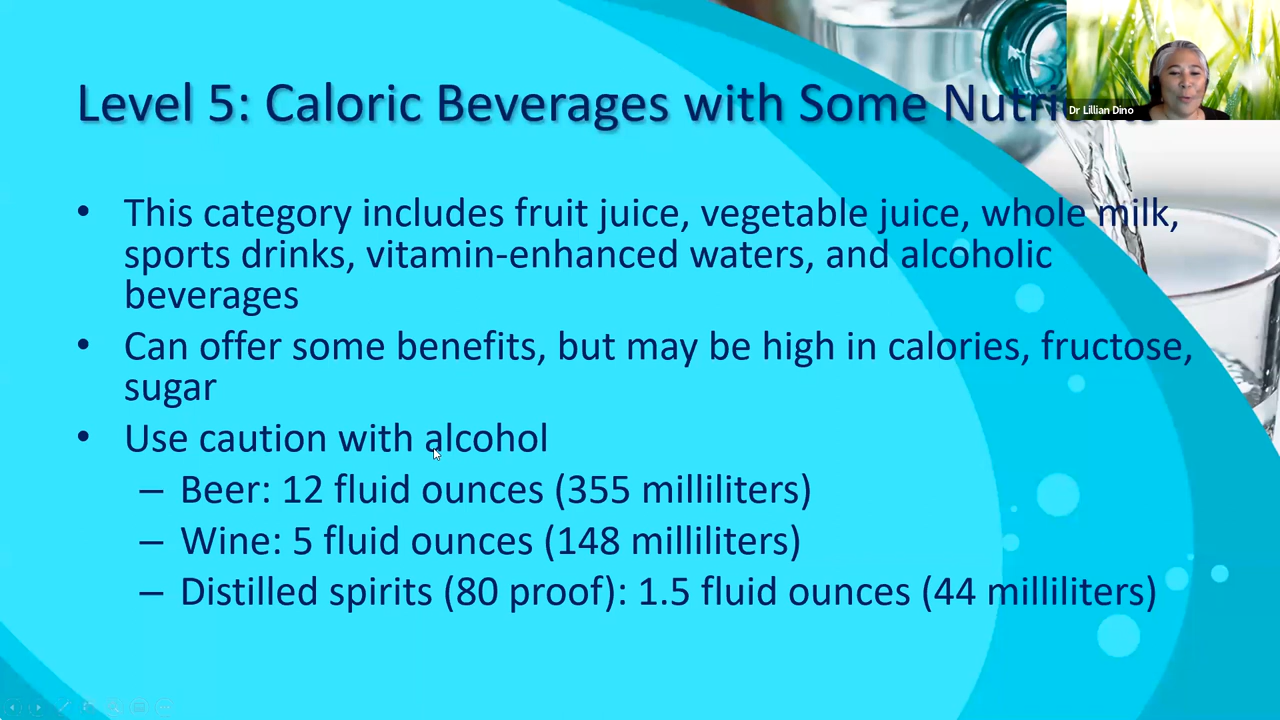 Level 5: Caloric Beverages with Some
Dr Lillian Dino
• This category includes fruit juice, vegetable juice, whole milk,
sports drinks, vitamin-enhanced waters, and alcoholic
beverages
• Can offer some benefits, but may be high in calories, fructose,
sugar
• Use caution with alcohol
– Beer: 12 fluid ounces (355 milliliters)
– Wine: 5 fluid ounces (148 milliliters)
– Distilled spirits (80 proof): 1.5 fluid ounces (44 milliliters)